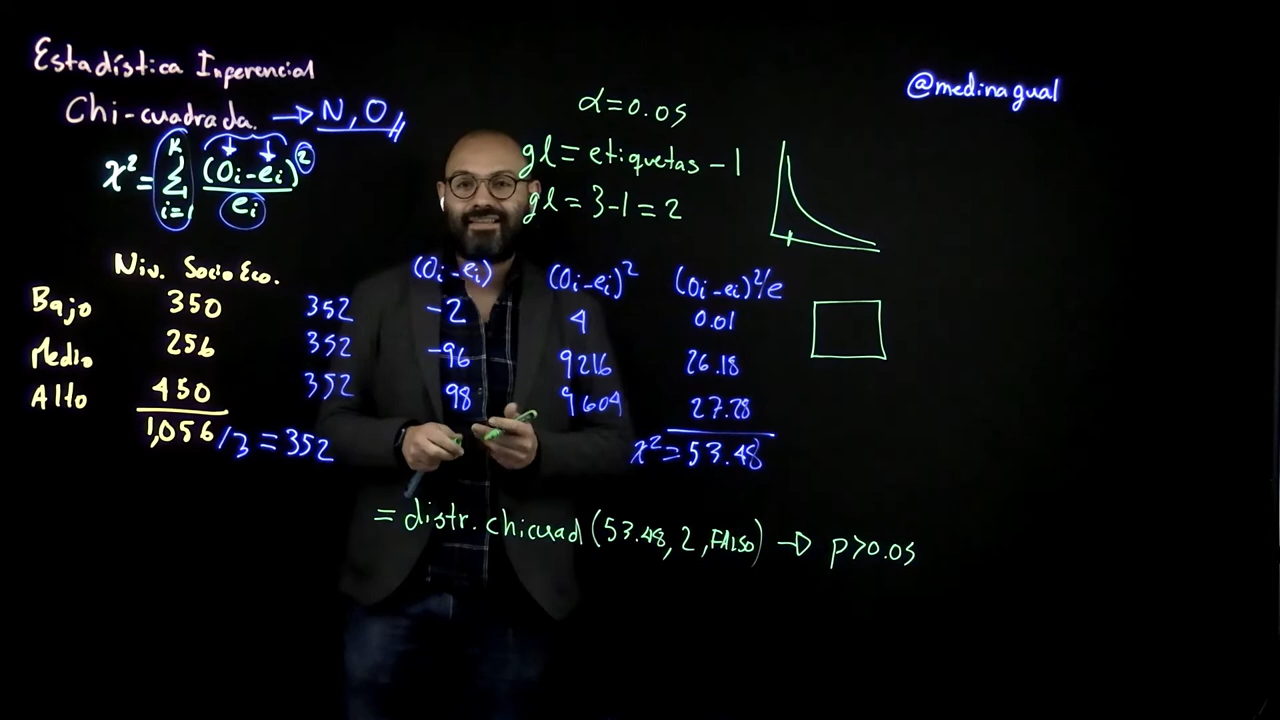 Estadística Inferencial
@medinagual
Chi-cuadrada. → N, O
χ² = Σ (Oi - ei)² / ei
K
i=1
α = 0.05
gl = etiquetas - 1
gl = 3-1 = 2
Niv. Socio Eco. (Oi - ei) (Oi - ei)² (Oi - ei)²/e
Bajo 350 352 -2 4 0.01
Medio 256 352 -96 9216 26.18
Alto 450 352 98 9604 27.28
1,056 /3 = 352 χ² = 53.48
= distr. chicuad (53.48, 2, FALSO) → p>0.05